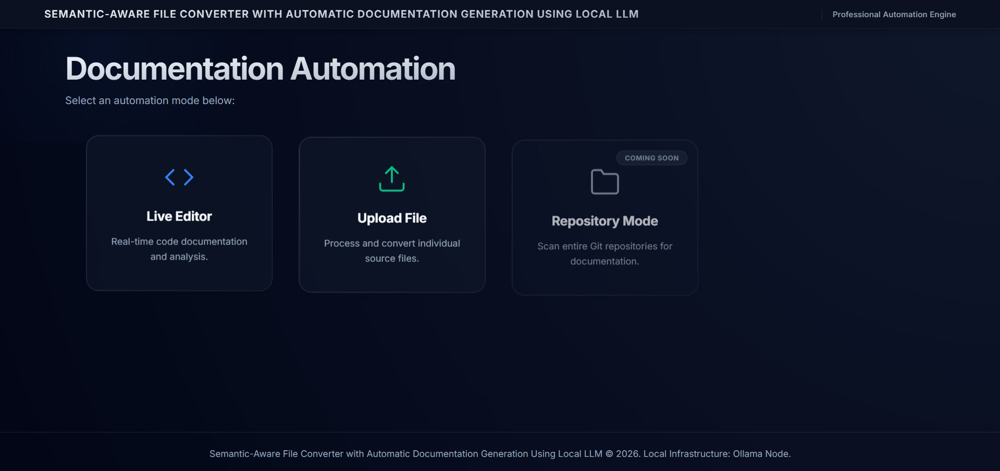 SEMANTIC-AWARE FILE CONVERTER WITH AUTOMATIC DOCUMENTATION GENERATION USING LOCAL LLM
Professional Automation Engine
Documentation Automation
Select an automation mode below:
Live Editor
Real-time code documentation
and analysis.
Upload File
Process and convert individual
source files.
COMING SOON
Repository Mode
Scan entire Git repositories for
documentation.
Semantic-Aware File Converter with Automatic Documentation Generation Using Local LLM © 2026. Local Infrastructure: Ollama Node.